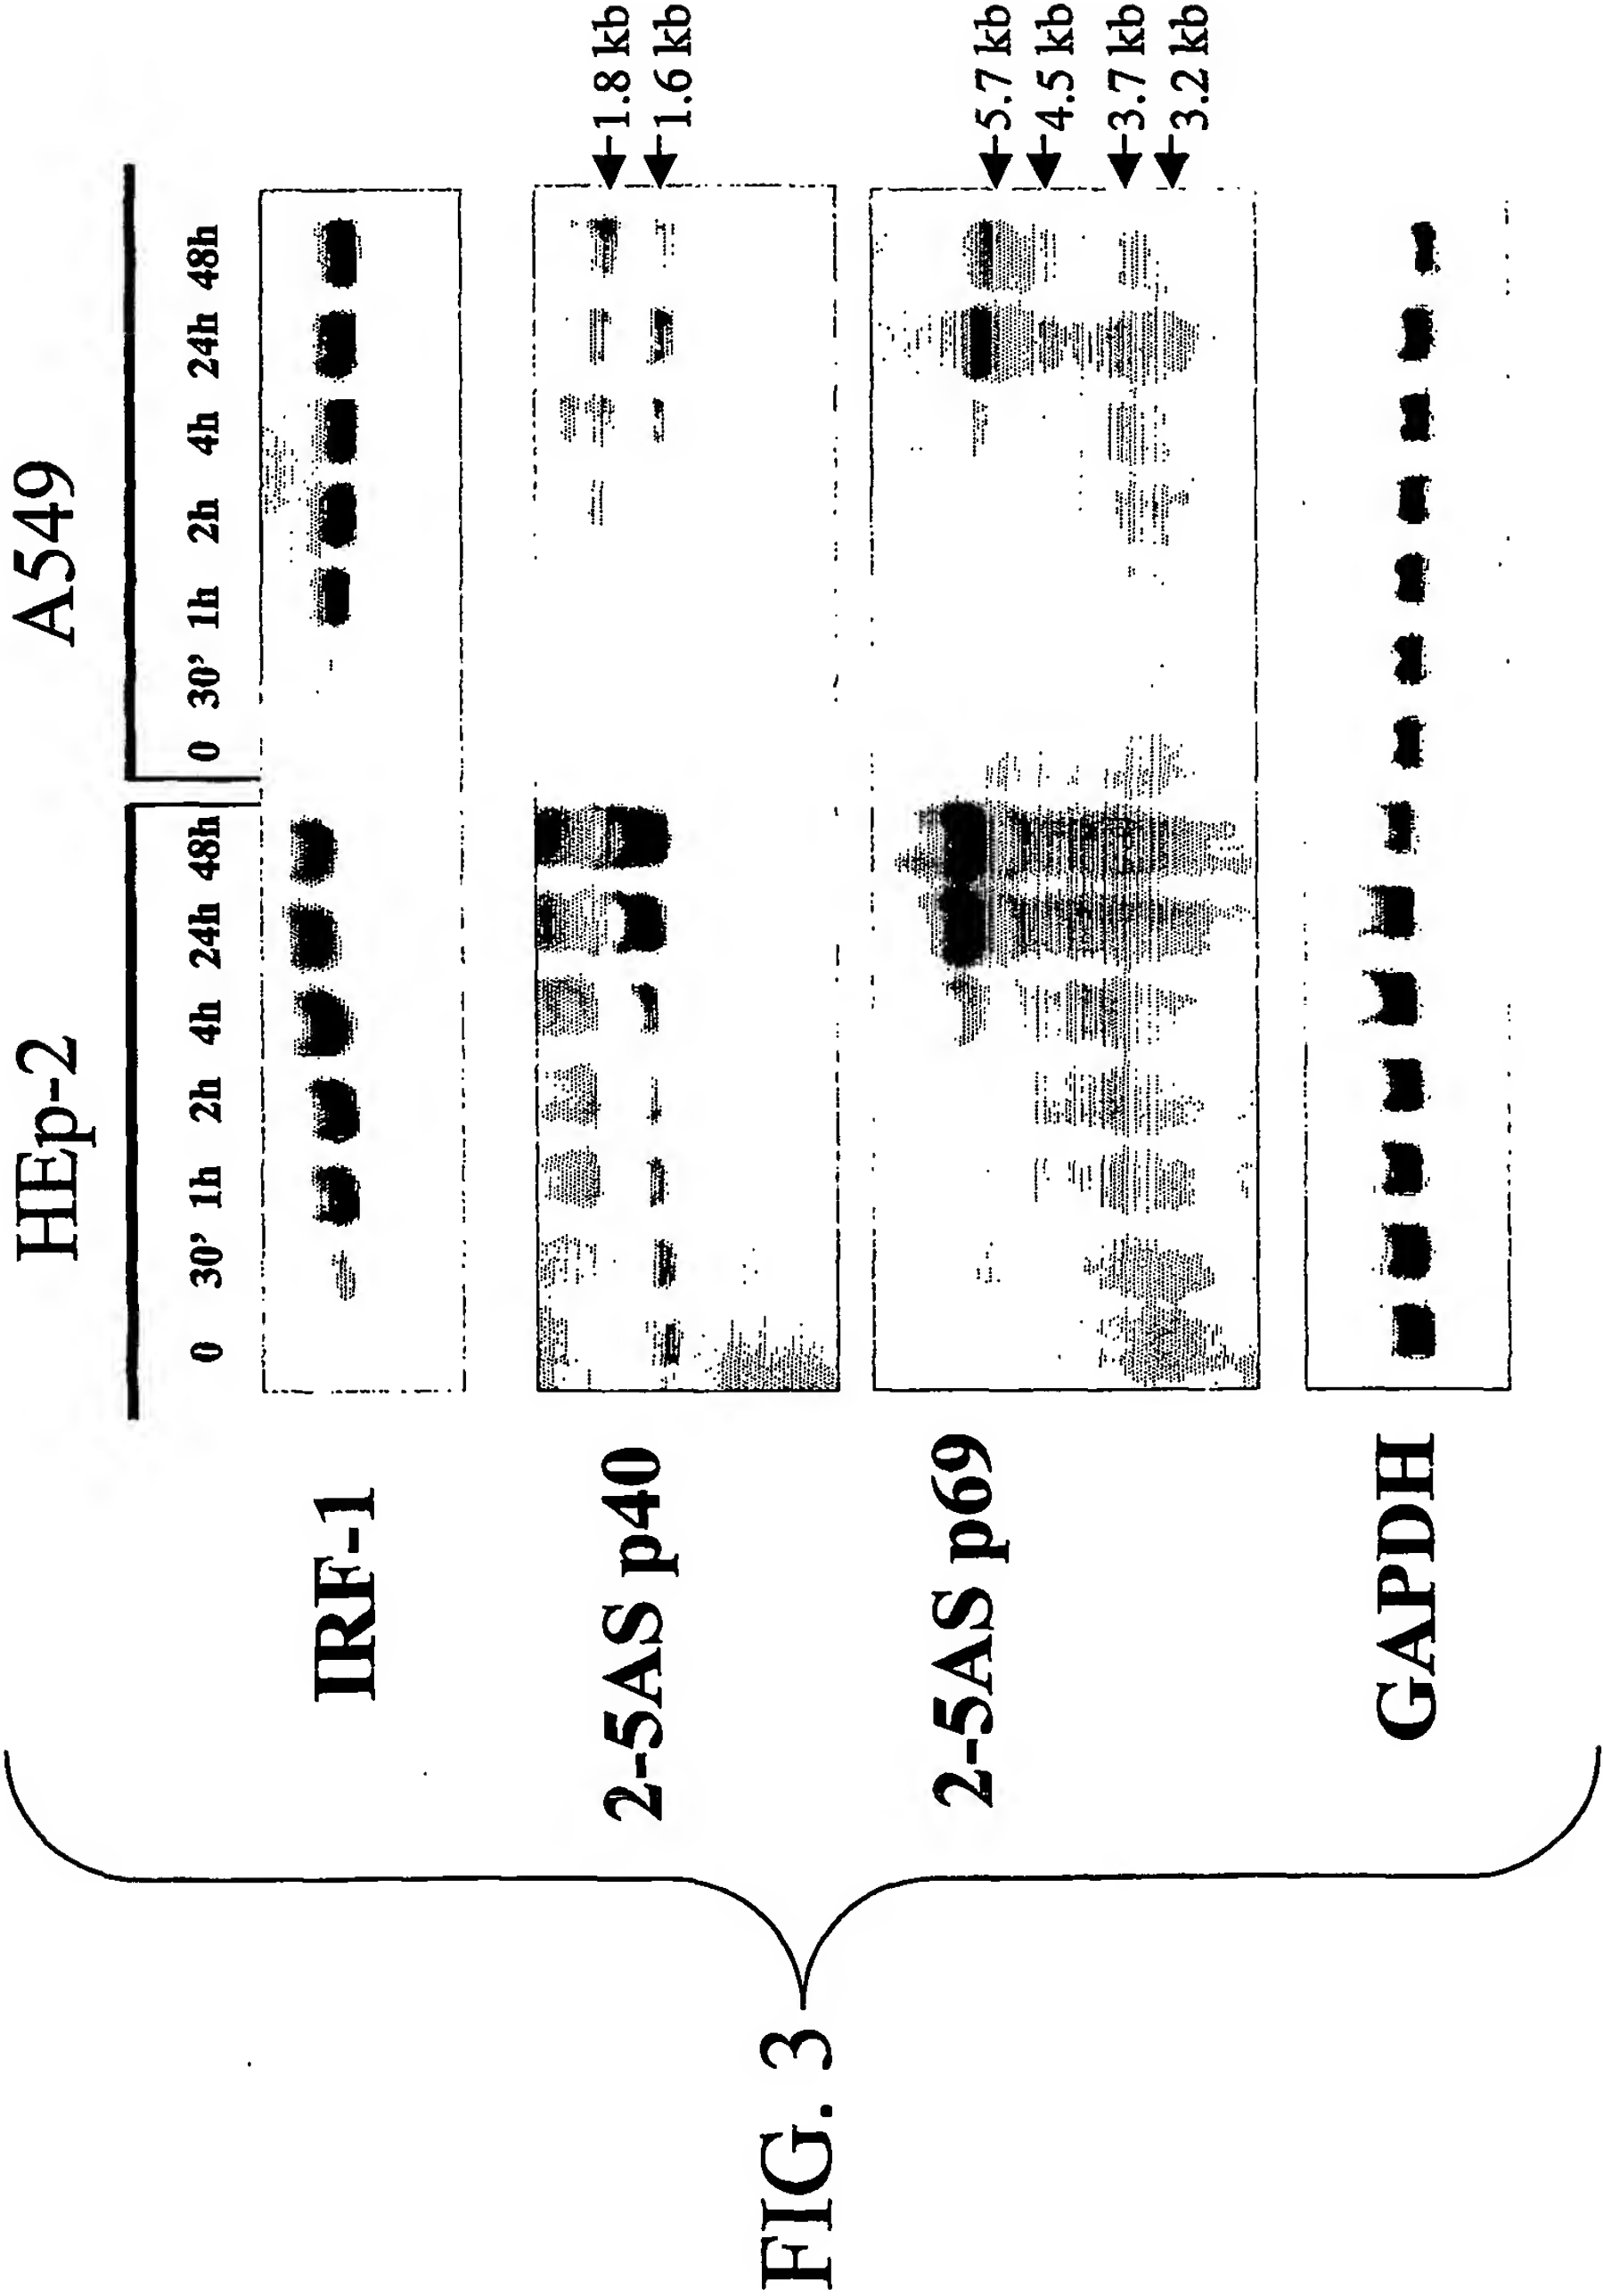 HEp-2 A549
0 30' 1h 2h 4h 24h 48h 0 30' 1h 2h 4h 24h 48h
IRF-1
2-5AS p40
1.8 kb
1.6 kb
2-5AS p69
5.7 kb
4.5 kb
3.7 kb
3.2 kb
GAPDH
FIG. 3